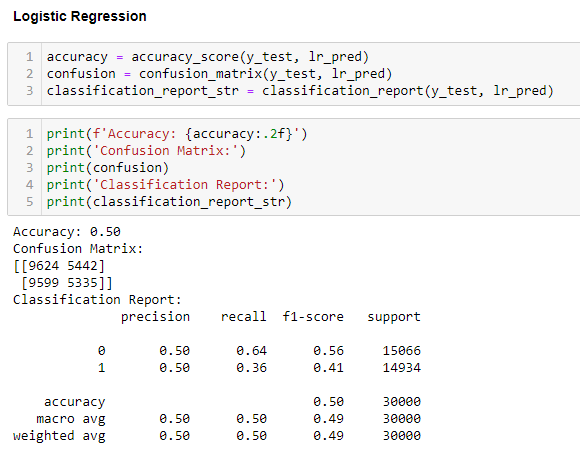 Logistic Regression
1 accuracy = accuracy_score(y_test, lr_pred)
2 confusion = confusion_matrix(y_test, lr_pred)
3 classification_report_str = classification_report(y_test, lr_pred)
1 print(f'Accuracy: {accuracy:.2f}')
2 print('Confusion Matrix:')
3 print(confusion)
4 print('Classification Report:')
5 print(classification_report_str)
Accuracy: 0.50
Confusion Matrix:
[[9624 5442]
 [9599 5335]]
Classification Report:
              precision    recall  f1-score   support
           0       0.50      0.64      0.56     15066
           1       0.50      0.36      0.41     14934
    accuracy                           0.50     30000
   macro avg       0.50      0.50      0.49     30000
weighted avg       0.50      0.50      0.49     30000